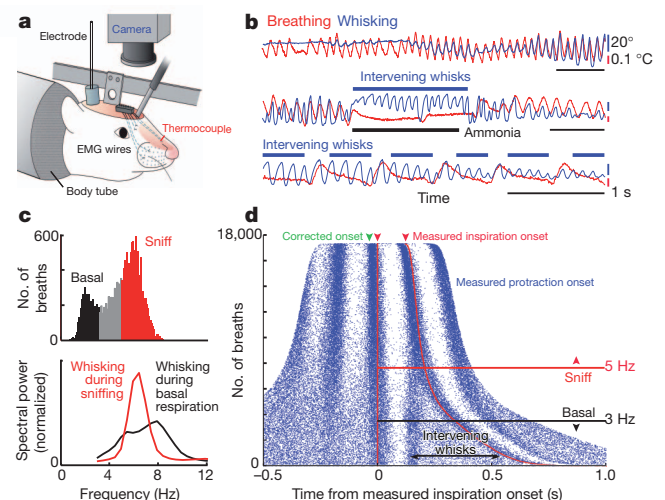 a
Camera
Electrode
Thermocouple
EMG wires
Body tube
b
Breathing Whisking
20°
0.1 °C
Intervening whisks
Ammonia
Intervening whisks
Time
1 s
c
600
Sniff
Basal
No. of
breaths
0
Whisking
during
sniffing
Whisking
during
basal
respiration
Spectral power
(normalized)
0 4 8 12
Frequency (Hz)
d
18,000
Corrected onset
Measured inspiration onset
Measured protraction onset
No. of breaths
5 Hz
Sniff
Basal
3 Hz
Intervening
whisks
0
–0.5 0 1.0
Time from measured inspiration onset (s)